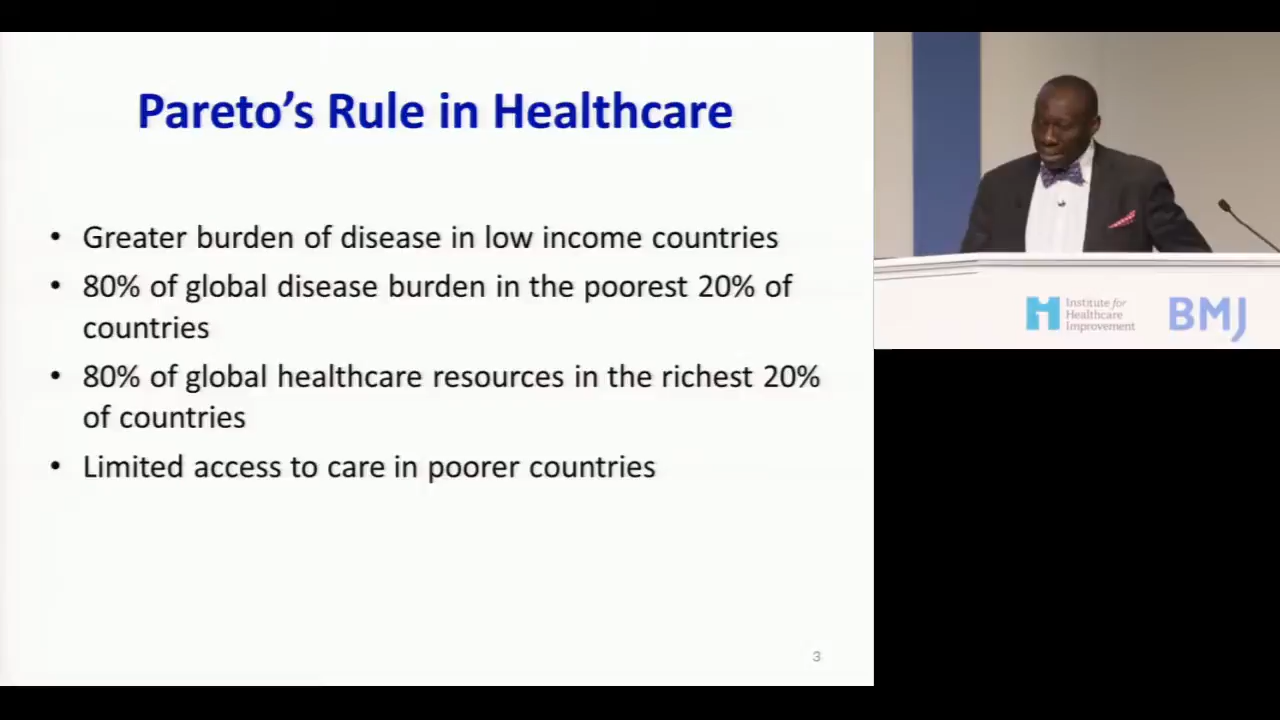 Pareto's Rule in Healthcare
• Greater burden of disease in low income countries
• 80% of global disease burden in the poorest 20% of
countries
• 80% of global healthcare resources in the richest 20%
of countries
• Limited access to care in poorer countries
3
Institute for
Healthcare
Improvement
BMJ